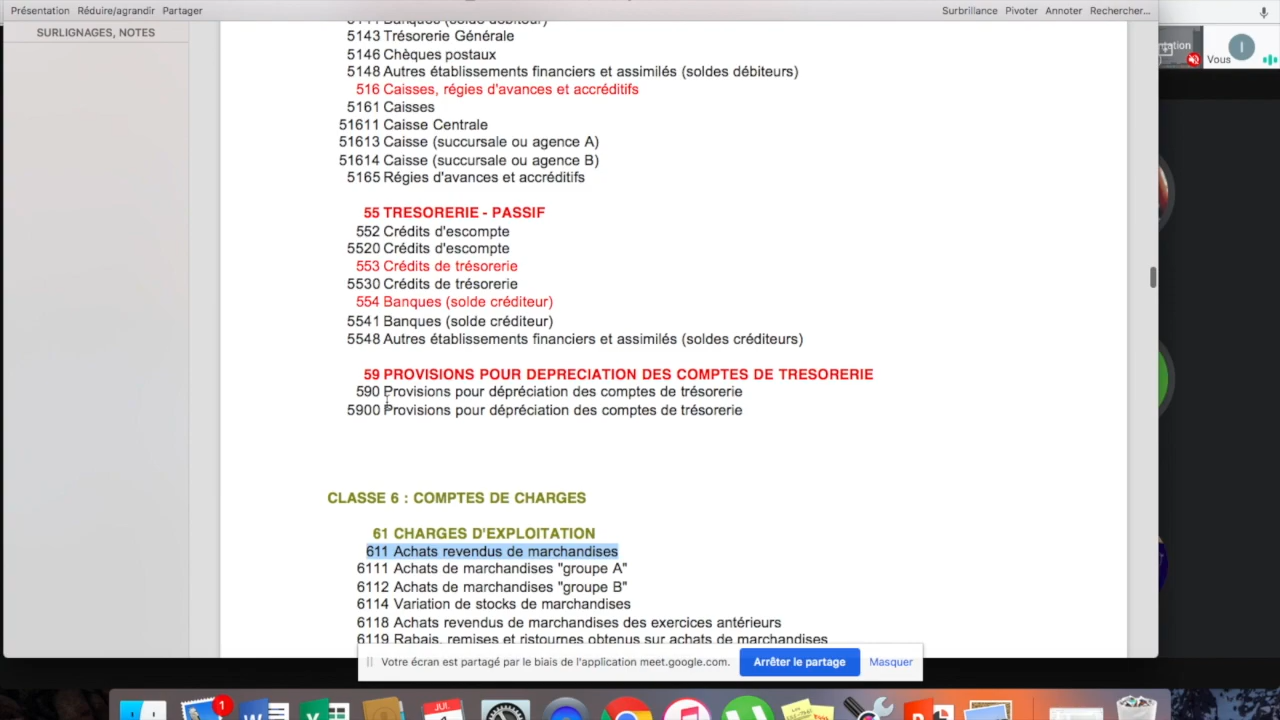 Présentation Réduire/agrandir Partager
Surbrillance Pivoter Annoter Rechercher...
SURLIGNAGES, NOTES
Vous
I
5143 Trésorerie Générale
5146 Chèques postaux
5148 Autres établissements financiers et assimilés (soldes débiteurs)
516 Caisses, régies d'avances et accréditifs
5161 Caisses
51611 Caisse Centrale
51613 Caisse (succursale ou agence A)
51614 Caisse (succursale ou agence B)
5165 Régies d'avances et accréditifs
55 TRESORERIE - PASSIF
552 Crédits d'escompte
5520 Crédits d'escompte
553 Crédits de trésorerie
5530 Crédits de trésorerie
554 Banques (solde créditeur)
5541 Banques (solde créditeur)
5548 Autres établissements financiers et assimilés (soldes créditeurs)
59 PROVISIONS POUR DEPRECIATION DES COMPTES DE TRESORERIE
590 Provisions pour dépréciation des comptes de trésorerie
5900 Provisions pour dépréciation des comptes de trésorerie
CLASSE 6 : COMPTES DE CHARGES
61 CHARGES D'EXPLOITATION
611 Achats revendus de marchandises
6111 Achats de marchandises "groupe A"
6112 Achats de marchandises "groupe B"
6114 Variation de stocks de marchandises
6118 Achats revendus de marchandises des exercices antérieurs
6119 Rabais, remises et ristournes obtenus sur achats de marchandises
Votre écran est partagé par le biais de l'application meet.google.com.
Arrêter le partage
Masquer
1
JUL.